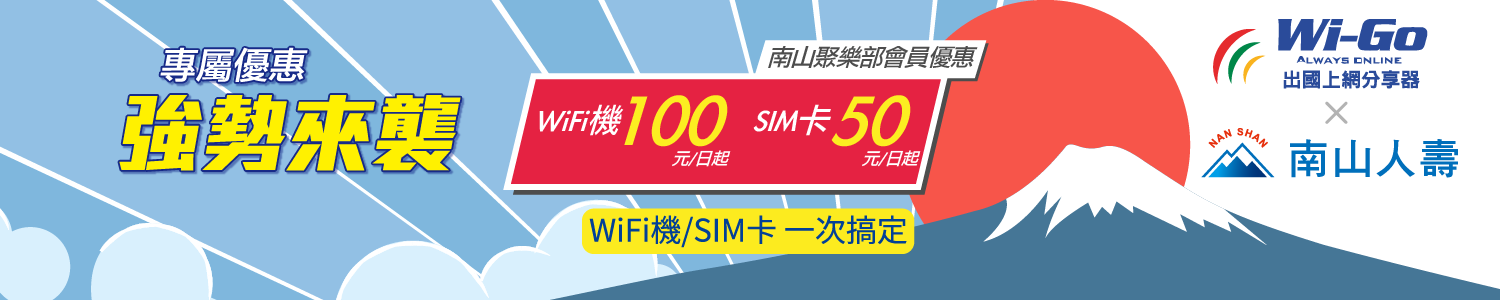 專屬優惠
強勢來襲
南山聚樂部會員優惠
WiFi機100元/日起
SIM卡50元/日起
WiFi機/SIM卡 一次搞定
Wi-Go
ALWAYS ONLINE
出國上網分享器
×
NAN SHAN
南山人壽